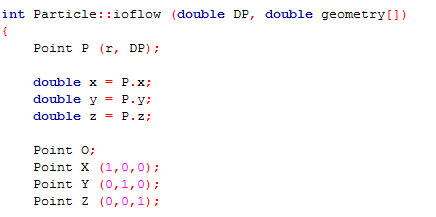 int Particle::ioflow (double DP, double geometry[])
{
Point P (r, DP);
double x = P.x;
double y = P.y;
double z = P.z;
Point O;
Point X (1,0,0);
Point Y (0,1,0);
Point Z (0,0,1);